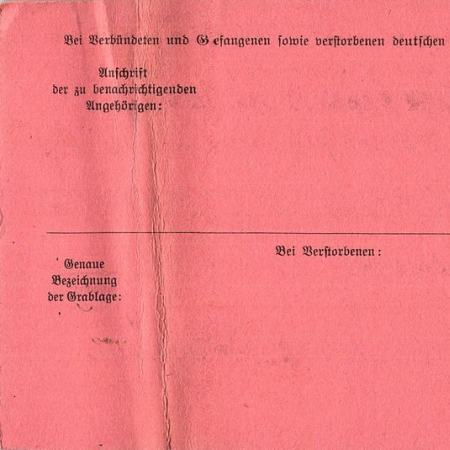 Bei Verbündeten und Gefangenen sowie verstorbenen deutschen
Anschrift
der zu benachrichtigenden
Angehörigen:
Bei Verstorbenen:
Genaue
Bezeichnung
der Grablage: